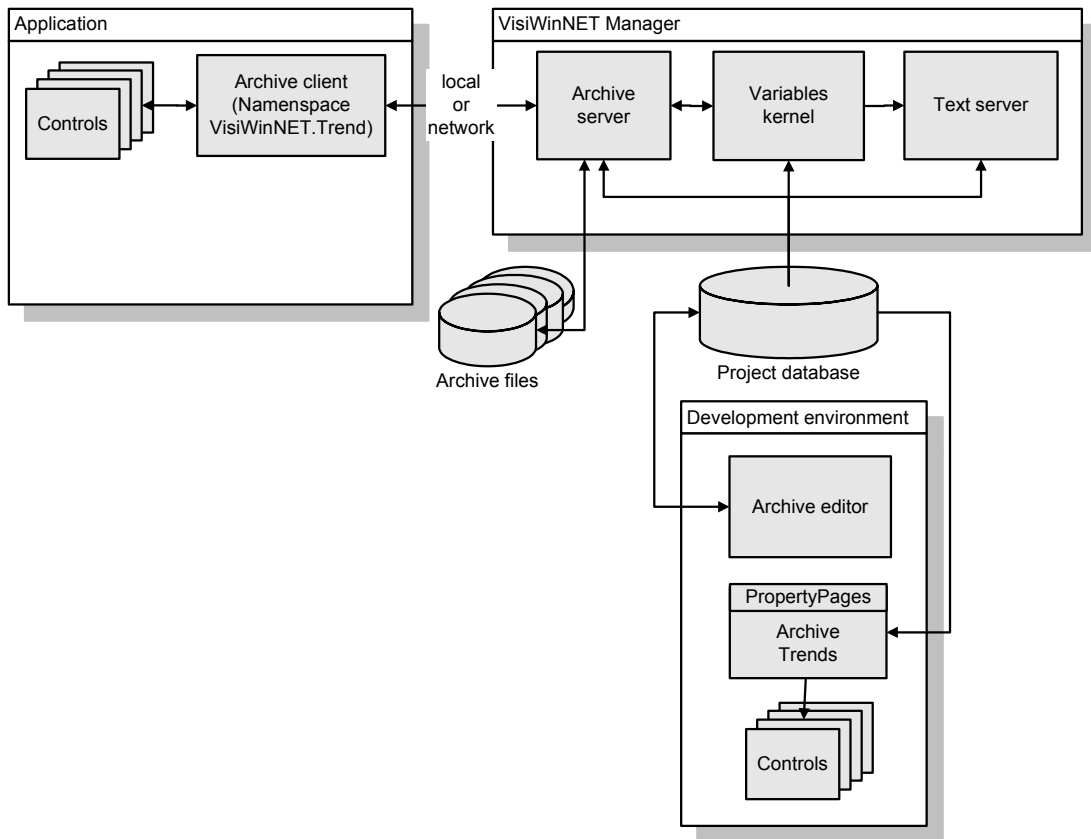 Application
VisiWinNET Manager
Controls
Archive client
(Namenspace
VisiWinNET.Trend)
local
or
network
Archive
server
Variables
kernel
Text server
Archive files
Project database
Development environment
Archive editor
PropertyPages
Archive
Trends
Controls